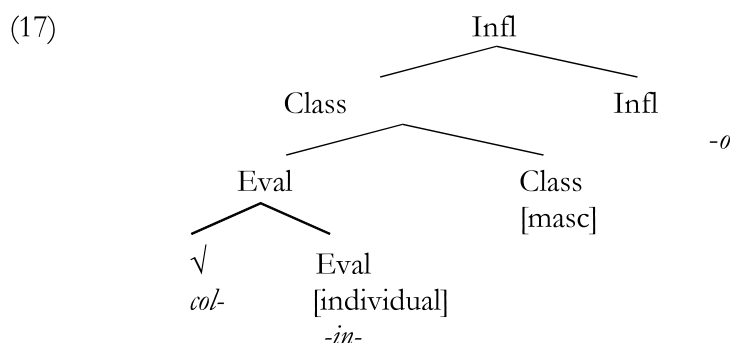 (17) Infl
Class Infl
-o
Eval Class
[masc]
√ Eval
col- [individual]
-in-